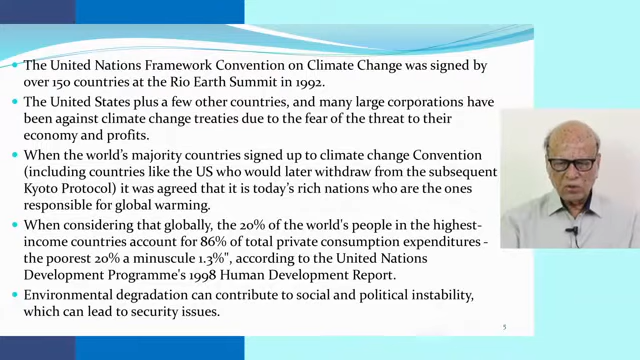 The United Nations Framework Convention on Climate Change was signed by
over 150 countries at the Rio Earth Summit in 1992.
The United States plus a few other countries, and many large corporations have
been against climate change treaties due to the fear of the threat to their
economy and profits.
When the world's majority countries signed up to climate change Convention
(including countries like the US who would later withdraw from the subsequent
Kyoto Protocol) it was agreed that it is today's rich nations who are the ones
responsible for global warming.
When considering that globally, the 20% of the world's people in the highest-
income countries account for 86% of total private consumption expenditures -
the poorest 20% a minuscule 1.3%", according to the United Nations
Development Programme's 1998 Human Development Report.
Environmental degradation can contribute to social and political instability,
which can lead to security issues.
5